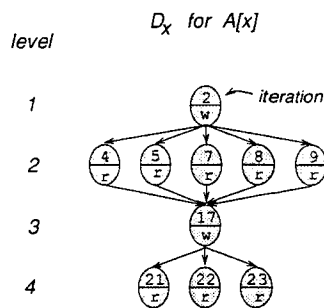 D_x for A[x]
level
1 2 iteration
w
2 4 5 7 8 9
r r r r r
3 17
w
4 21 22 23
r r r